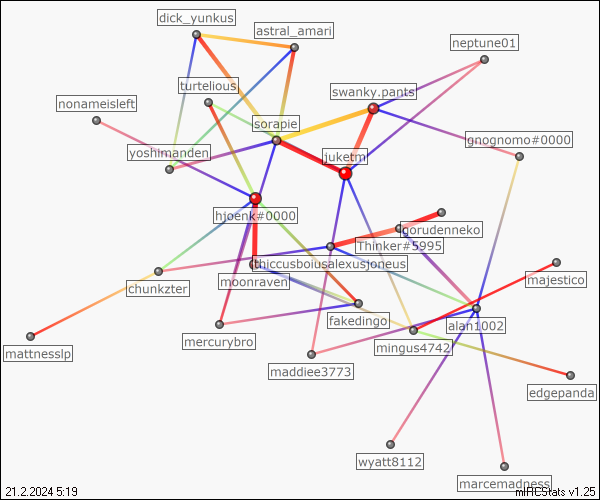 dick_yunkus
astral_amari
neptune01
turtelious
swanky.pants
nonameisleft
sorapie
gnognomo#0000
yoshimanden
juketm
hjoenk#0000
gorudenneko
Thinker#5995
thiccusboiusalexusjoneus
majestico
chunkzter
moonraven
fakedingo
alan1002
mercurybro
mingus4742
mattnesslp
maddiee3773
edgepanda
wyatt8112
marcemadness
21.2.2024 5:19
mIRCStats v1.25